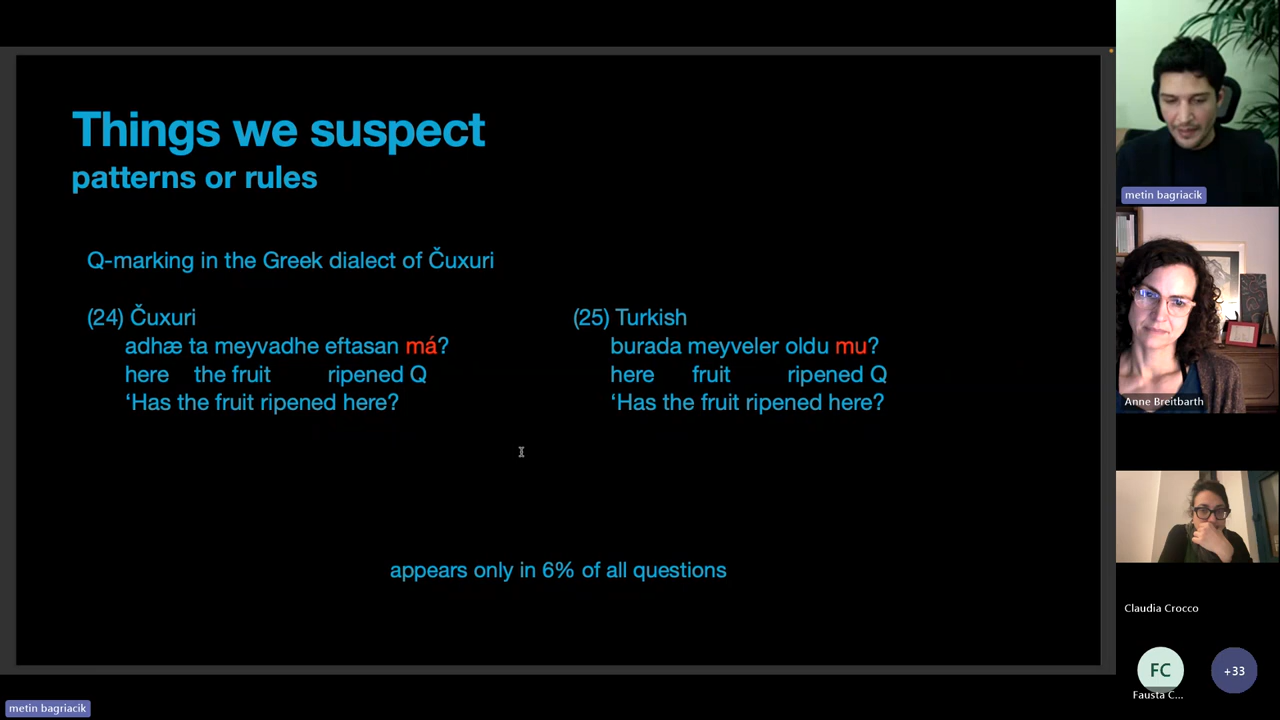 Things we suspect
patterns or rules
Q-marking in the Greek dialect of Čuxuri
(24) Čuxuri
adhæ ta meyvadhe eftasan má?
here the fruit ripened Q
‘Has the fruit ripened here?
(25) Turkish
burada meyveler oldu mu?
here fruit ripened Q
‘Has the fruit ripened here?
appears only in 6% of all questions
metin bagriacik
Anne Breitbarth
Claudia Crocco
FC
Fausta C...
+33
metin bagriacik